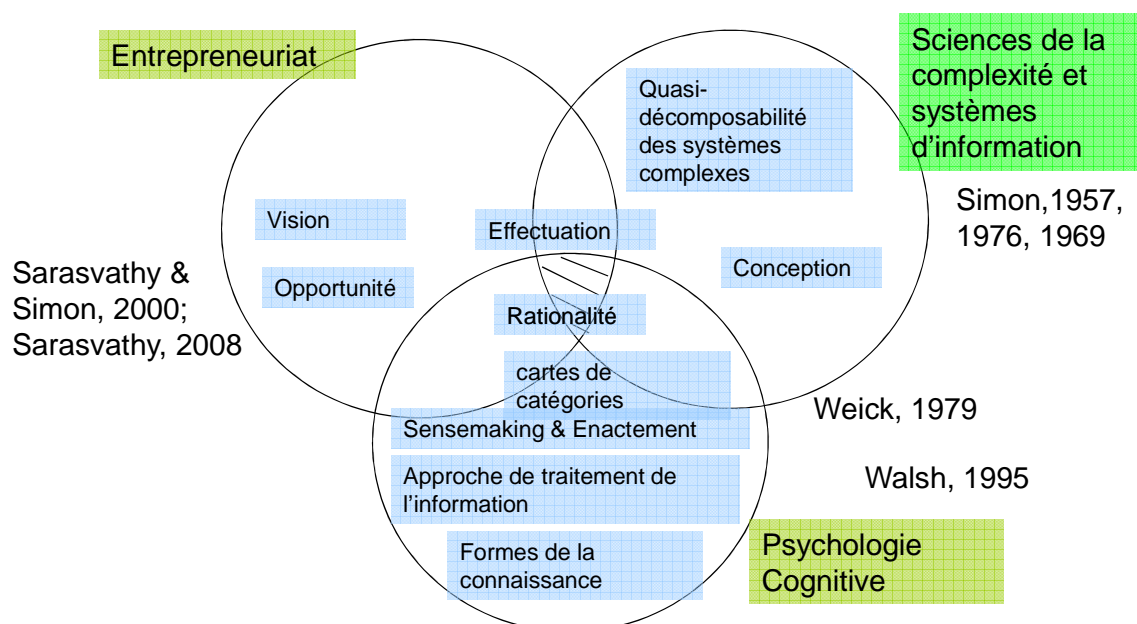 Entrepreneuriat
Sciences de la
complexité et
systèmes
d'information
Quasi-
décomposabilité
des systèmes
complexes
Simon,1957,
1976, 1969
Vision
Effectuation
Conception
Sarasvathy &
Simon, 2000;
Sarasvathy, 2008
Opportunité
Rationalité
cartes de
catégories
Weick, 1979
Sensemaking & Enactement
Walsh, 1995
Approche de traitement de
l'information
Psychologie
Cognitive
Formes de la
connaissance